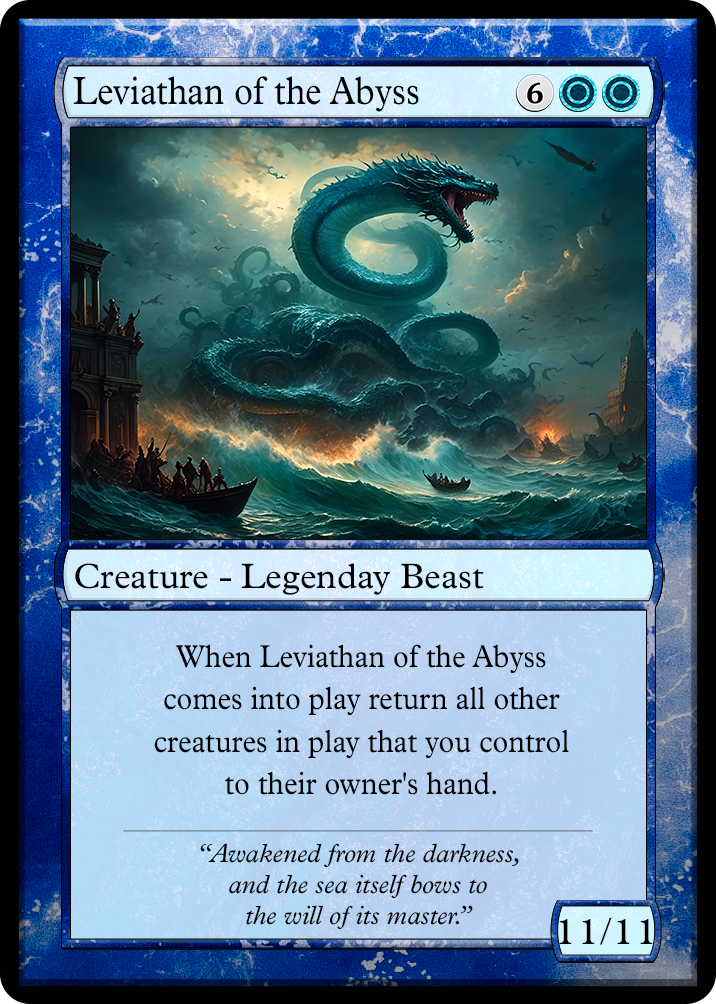 Leviathan of the Abyss 6
Creature - Legenday Beast
When Leviathan of the Abyss
comes into play return all other
creatures in play that you control
to their owner's hand.
“Awakened from the darkness,
and the sea itself bows to
the will of its master.”
11/11